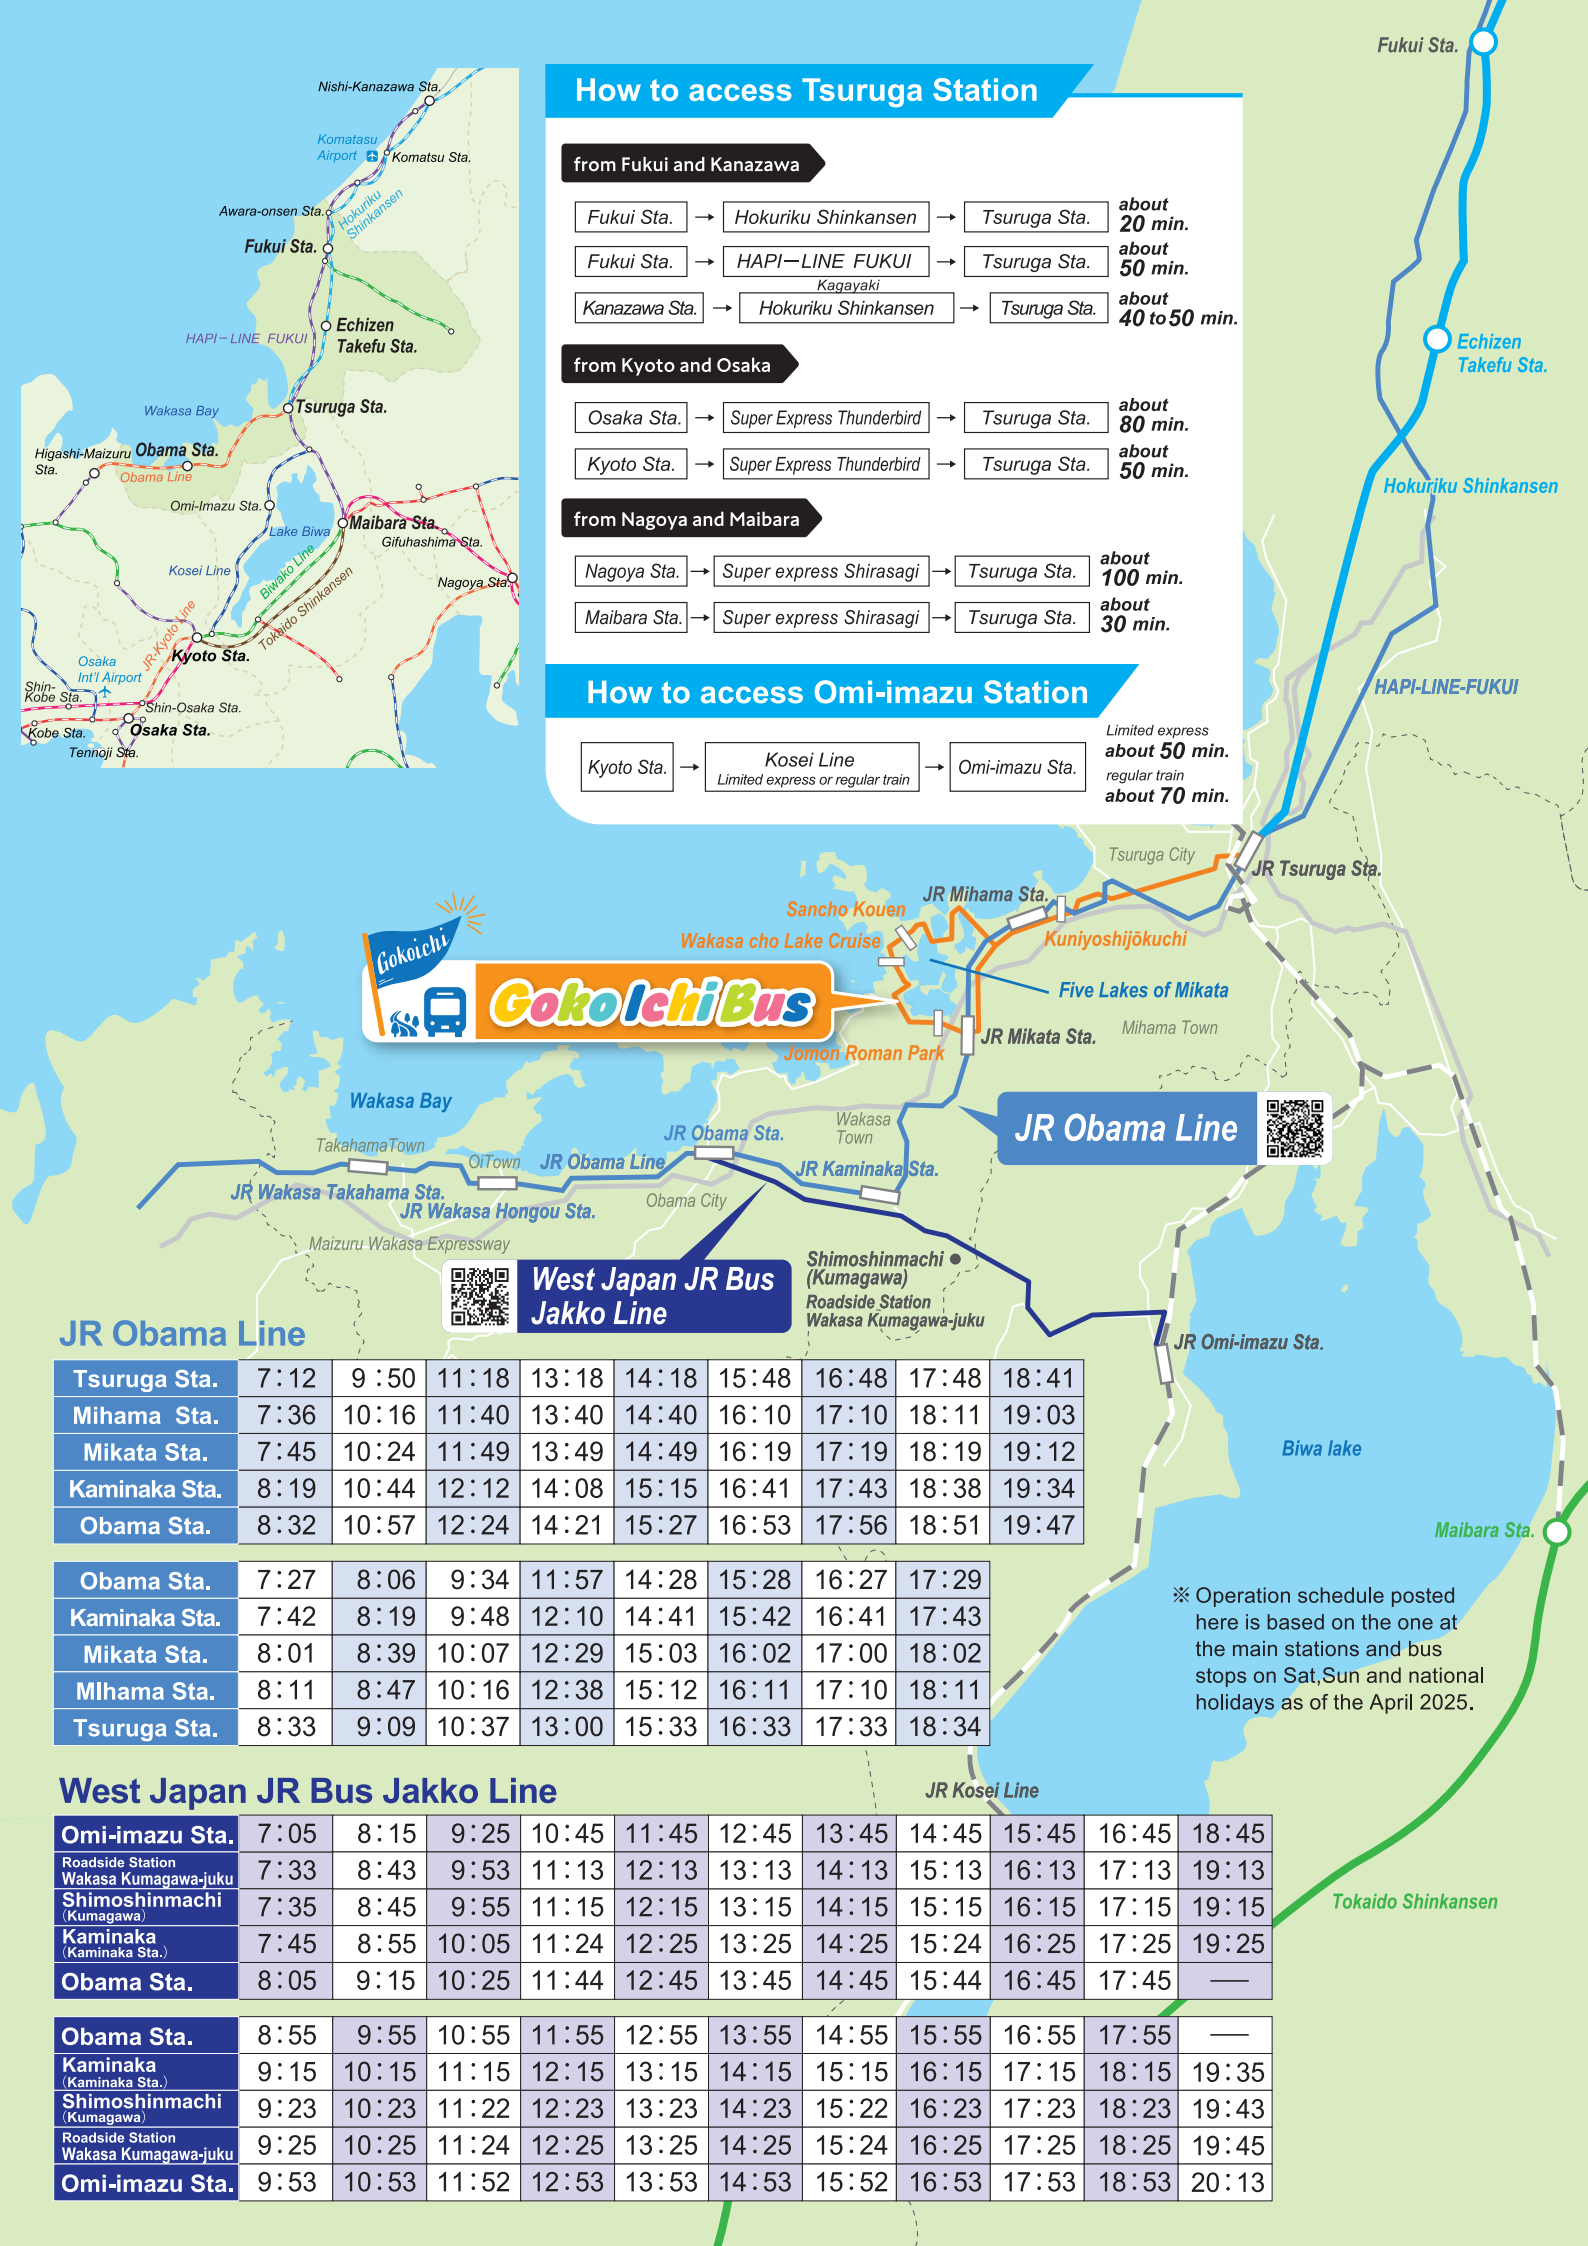 Nishi-Kanazawa Sta.
Komatasu
Airport
Komatsu Sta.
Awara-onsen Sta.
Hokuriku
Shinkansen
Fukui Sta.
Echizen
Takefu Sta.
HAPI－LINE FUKUI
Tsuruga Sta.
Wakasa Bay
Higashi-Maizuru
Sta.
Obama Sta.
Obama Line
Omi-Imazu Sta.
Lake Biwa
Maibara Sta.
Gifuhashima Sta.
Kosei Line
Biwako Line
Tokaido Shinkansen
Nagoya Sta.
JR-Kyoto Line
Kyoto Sta.
Osaka
Int'l Airport
Shin-
Kobe Sta.
Shin-Osaka Sta.
Kobe Sta.
Osaka Sta.
Tennoji Sta.
How to access Tsuruga Station
from Fukui and Kanazawa
Fukui Sta. → Hokuriku Shinkansen → Tsuruga Sta. about 20 min.
Fukui Sta. → HAPI－LINE FUKUI → Tsuruga Sta. about 50 min.
Kagayaki
Kanazawa Sta. → Hokuriku Shinkansen → Tsuruga Sta. about 40 to 50 min.
from Kyoto and Osaka
Osaka Sta. → Super Express Thunderbird → Tsuruga Sta. about 80 min.
Kyoto Sta. → Super Express Thunderbird → Tsuruga Sta. about 50 min.
from Nagoya and Maibara
Nagoya Sta. → Super express Shirasagi → Tsuruga Sta. about 100 min.
Maibara Sta. → Super express Shirasagi → Tsuruga Sta. about 30 min.
How to access Omi-imazu Station
Kyoto Sta. → Kosei Line → Omi-imazu Sta.
Limited express or regular train
Limited express
about 50 min.
regular train
about 70 min.
Fukui Sta.
Echizen
Takefu Sta.
Hokuriku Shinkansen
HAPI-LINE-FUKUI
Tsuruga City
JR Tsuruga Sta.
JR Mihama Sta.
Sancho Kouen
Wakasa cho Lake Cruise
Kuniyoshijōkuchi
Five Lakes of Mikata
Gokoichi
Goko Ichi Bus
Mihama Town
JR Mikata Sta.
Jomon Roman Park
Wakasa Bay
JR Obama Line
Wakasa
Town
TakahamaTown
JR Obama Sta.
OiTown
JR Obama Line
JR Kaminaka Sta.
JR Wakasa Takahama Sta.
Obama City
JR Wakasa Hongou Sta.
Maizuru Wakasa Expressway
West Japan JR Bus
Jakko Line
Shimoshinmachi
(Kumagawa)
Roadside Station
Wakasa Kumagawa-juku
JR Omi-imazu Sta.
Biwa lake
Maibara Sta.
JR Kosei Line
Tokaido Shinkansen
※ Operation schedule posted
here is based on the one at
the main stations and bus
stops on Sat,Sun and national
holidays as of the April 2025.
JR Obama Line
Tsuruga Sta. 7:12 9:50 11:18 13:18 14:18 15:48 16:48 17:48 18:41
Mihama Sta. 7:36 10:16 11:40 13:40 14:40 16:10 17:10 18:11 19:03
Mikata Sta. 7:45 10:24 11:49 13:49 14:49 16:19 17:19 18:19 19:12
Kaminaka Sta. 8:19 10:44 12:12 14:08 15:15 16:41 17:43 18:38 19:34
Obama Sta. 8:32 10:57 12:24 14:21 15:27 16:53 17:56 18:51 19:47
Obama Sta. 7:27 8:06 9:34 11:57 14:28 15:28 16:27 17:29
Kaminaka Sta. 7:42 8:19 9:48 12:10 14:41 15:42 16:41 17:43
Mikata Sta. 8:01 8:39 10:07 12:29 15:03 16:02 17:00 18:02
MIhama Sta. 8:11 8:47 10:16 12:38 15:12 16:11 17:10 18:11
Tsuruga Sta. 8:33 9:09 10:37 13:00 15:33 16:33 17:33 18:34
West Japan JR Bus Jakko Line
Omi-imazu Sta. 7:05 8:15 9:25 10:45 11:45 12:45 13:45 14:45 15:45 16:45 18:45
Roadside Station
Wakasa Kumagawa-juku 7:33 8:43 9:53 11:13 12:13 13:13 14:13 15:13 16:13 17:13 19:13
Shimoshinmachi
(Kumagawa) 7:35 8:45 9:55 11:15 12:15 13:15 14:15 15:15 16:15 17:15 19:15
Kaminaka
(Kaminaka Sta.) 7:45 8:55 10:05 11:24 12:25 13:25 14:25 15:24 16:25 17:25 19:25
Obama Sta. 8:05 9:15 10:25 11:44 12:45 13:45 14:45 15:44 16:45 17:45 —
Obama Sta. 8:55 9:55 10:55 11:55 12:55 13:55 14:55 15:55 16:55 17:55 —
Kaminaka
(Kaminaka Sta.) 9:15 10:15 11:15 12:15 13:15 14:15 15:15 16:15 17:15 18:15 19:35
Shimoshinmachi
(Kumagawa) 9:23 10:23 11:22 12:23 13:23 14:23 15:22 16:23 17:23 18:23 19:43
Roadside Station
Wakasa Kumagawa-juku 9:25 10:25 11:24 12:25 13:25 14:25 15:24 16:25 17:25 18:25 19:45
Omi-imazu Sta. 9:53 10:53 11:52 12:53 13:53 14:53 15:52 16:53 17:53 18:53 20:13